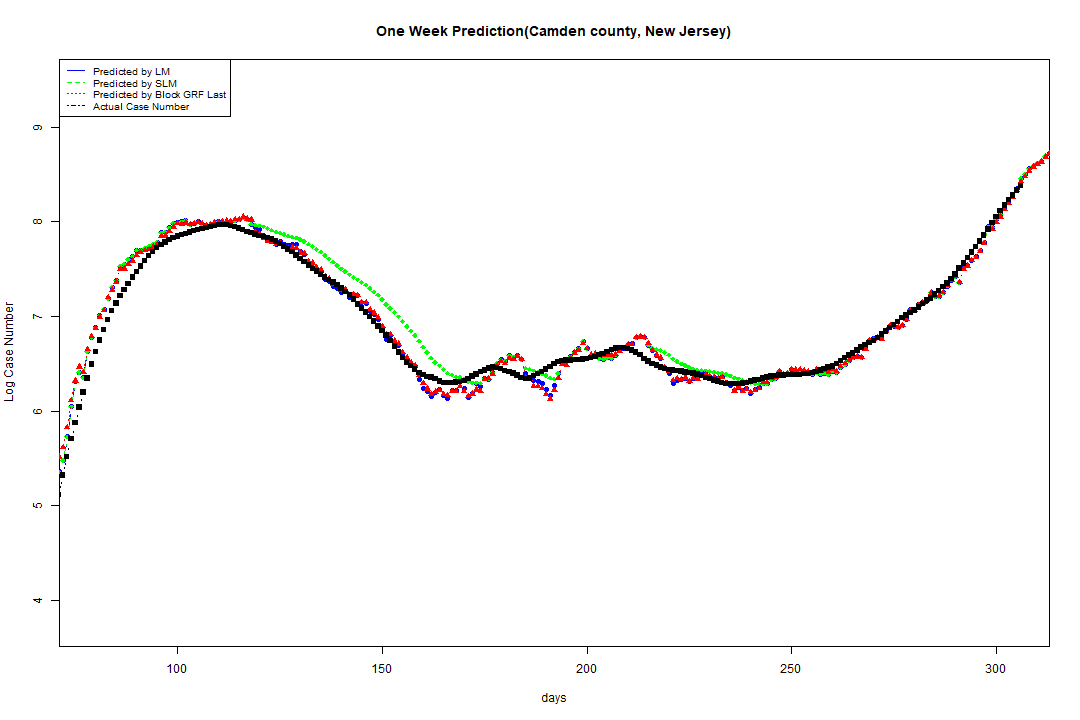 One Week Prediction(Camden county, New Jersey)
Predicted by LM
Predicted by SLM
Predicted by Block GRF Last
Actual Case Number
Log Case Number
9
8
7
6
5
4
100 150 200 250 300
days